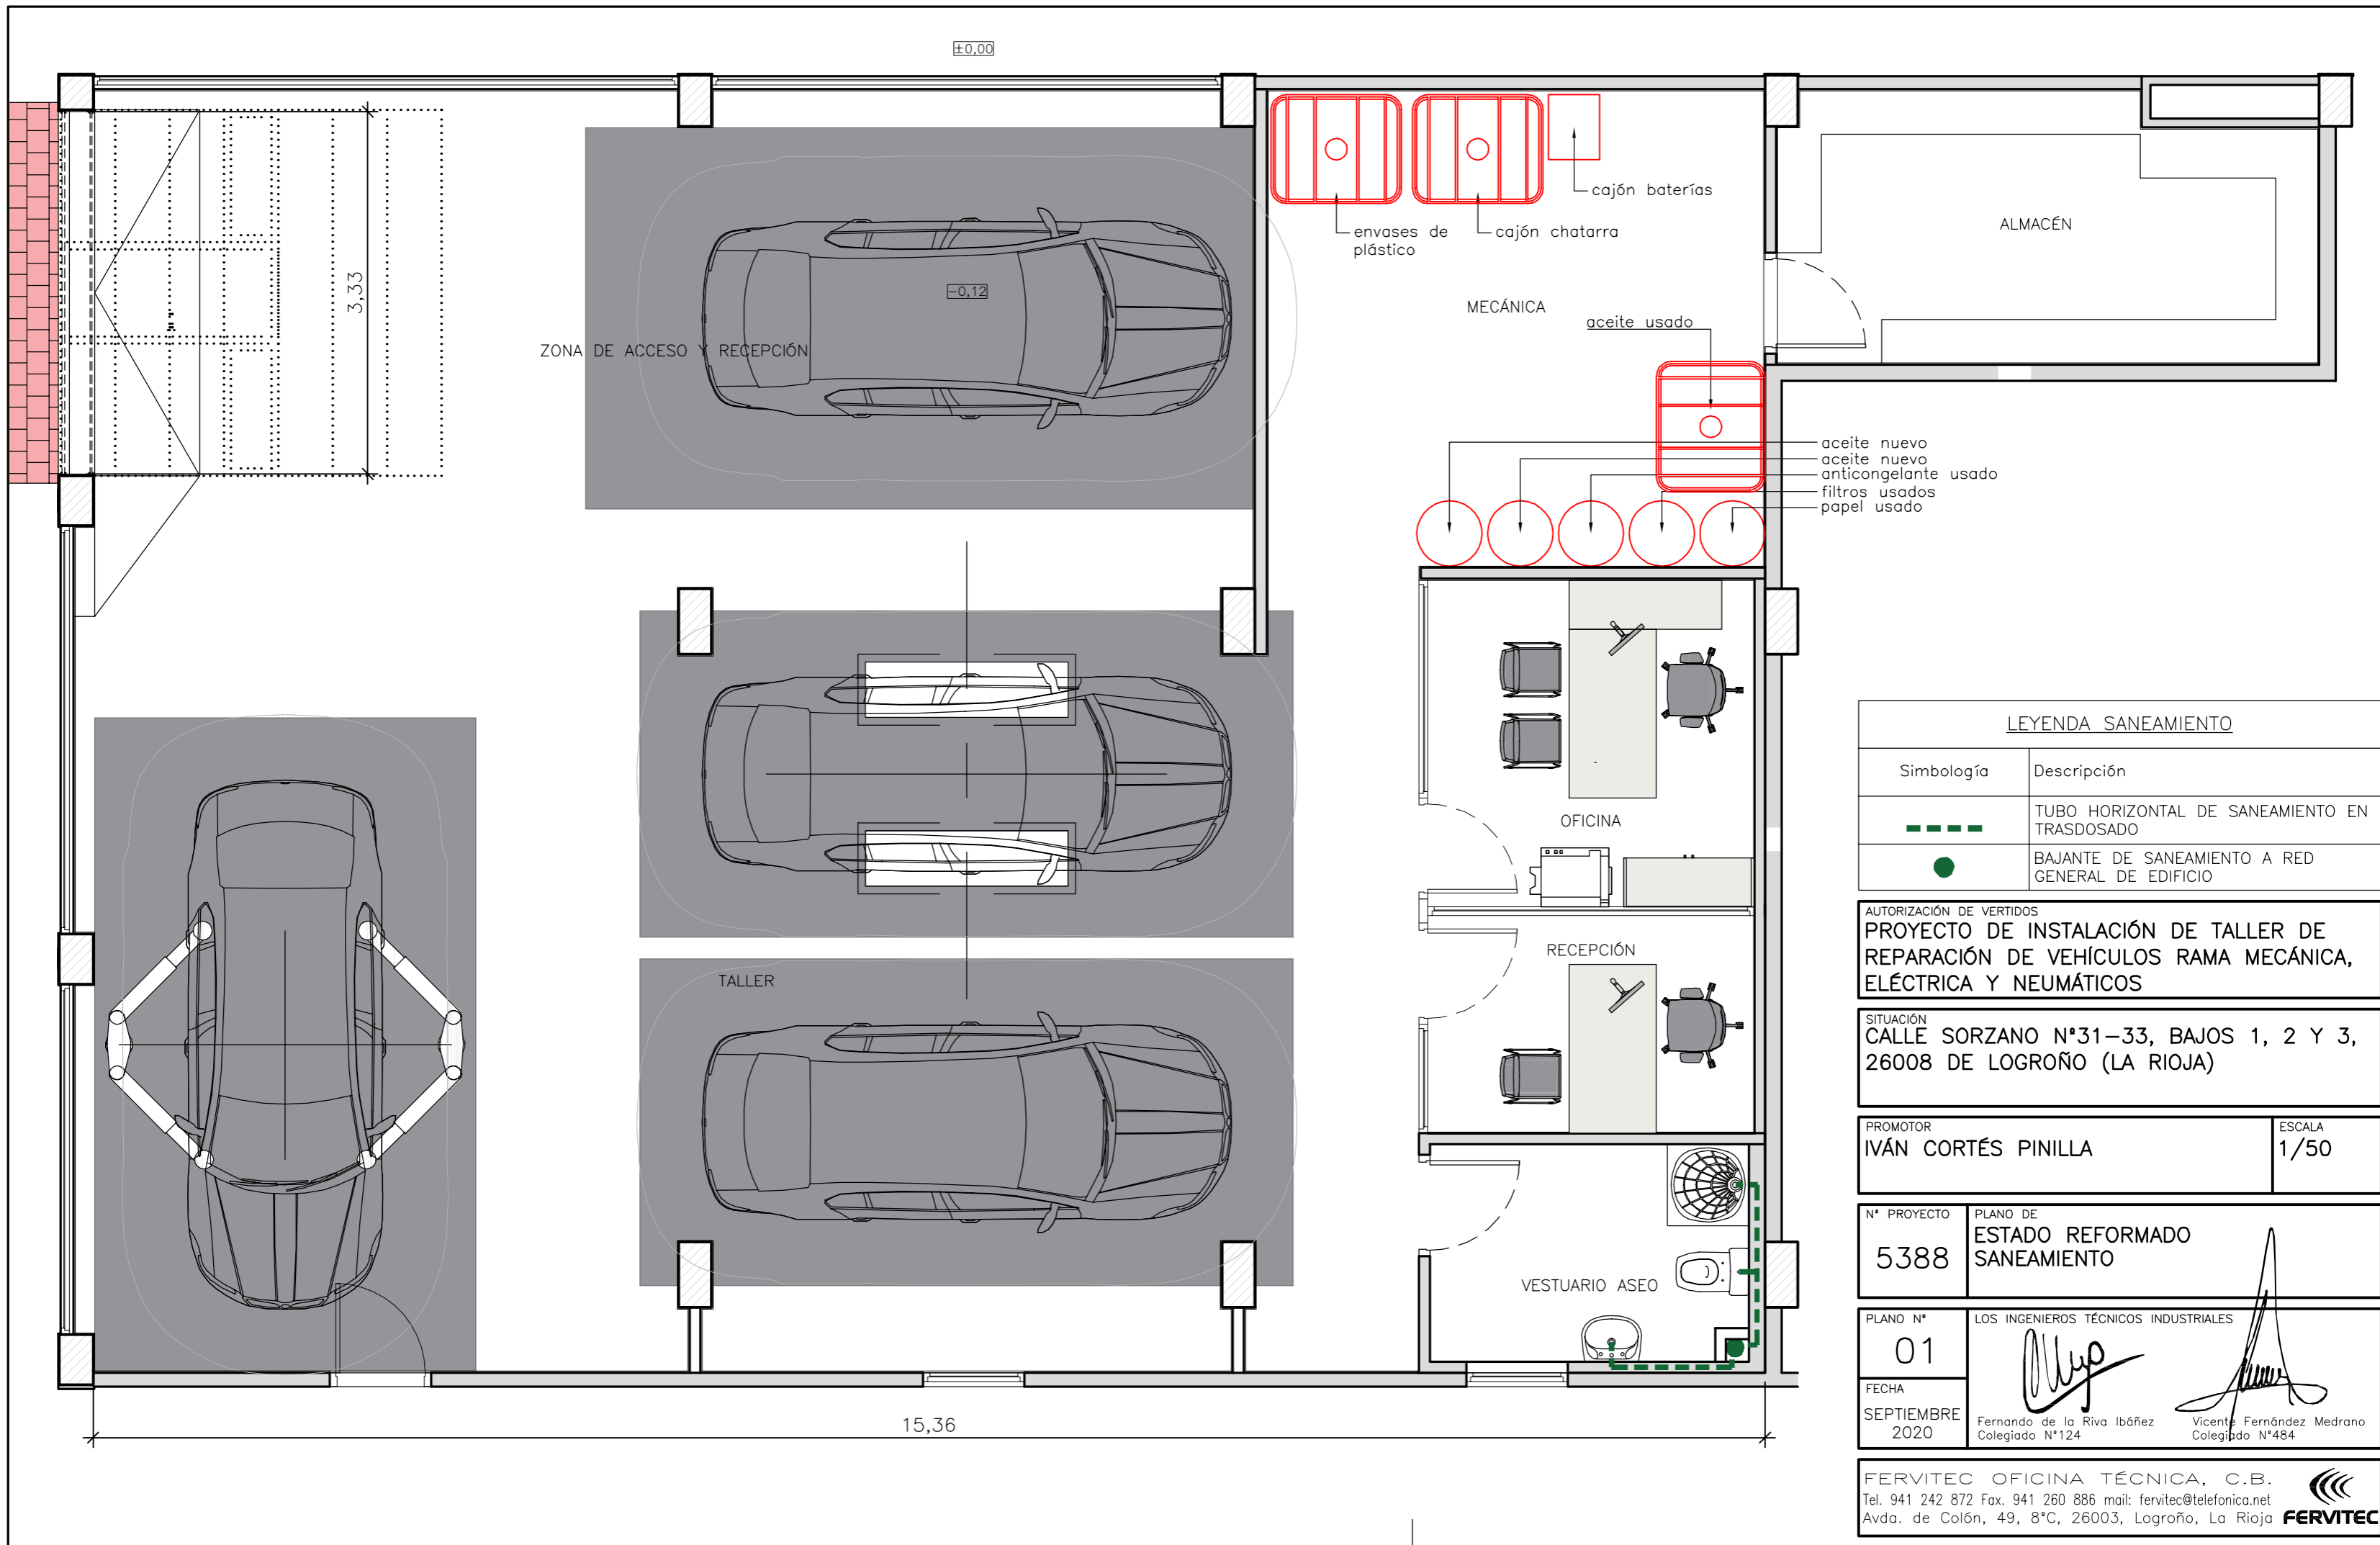 ±0,00
3,33
-0,12
ZONA DE ACCESO Y RECEPCIÓN
cajón baterías
envases de
plástico
cajón chatarra
MECÁNICA
ALMACÉN
aceite usado
aceite nuevo
aceite nuevo
anticongelante usado
filtros usados
papel usado
OFICINA
RECEPCIÓN
TALLER
VESTUARIO ASEO
15,36
LEYENDA SANEAMIENTO
Simbología
Descripción
TUBO HORIZONTAL DE SANEAMIENTO EN
TRASDOSADO
BAJANTE DE SANEAMIENTO A RED
GENERAL DE EDIFICIO
AUTORIZACIÓN DE VERTIDOS
PROYECTO DE INSTALACIÓN DE TALLER DE
REPARACIÓN DE VEHÍCULOS RAMA MECÁNICA,
ELÉCTRICA Y NEUMÁTICOS
SITUACIÓN
CALLE SORZANO Nº31-33, BAJOS 1, 2 Y 3,
26008 DE LOGROÑO (LA RIOJA)
PROMOTOR
IVÁN CORTÉS PINILLA
ESCALA
1/50
Nº PROYECTO
5388
PLANO DE
ESTADO REFORMADO
SANEAMIENTO
PLANO Nº
01
FECHA
SEPTIEMBRE
2020
LOS INGENIEROS TÉCNICOS INDUSTRIALES
Fernando de la Riva Ibáñez
Colegiado Nº124
Vicente Fernández Medrano
Colegiado Nº484
FERVITEC OFICINA TÉCNICA, C.B.
Tel. 941 242 872 Fax. 941 260 886 mail: fervitec@telefonica.net
Avda. de Colón, 49, 8ºC, 26003, Logroño, La Rioja
FERVITEC